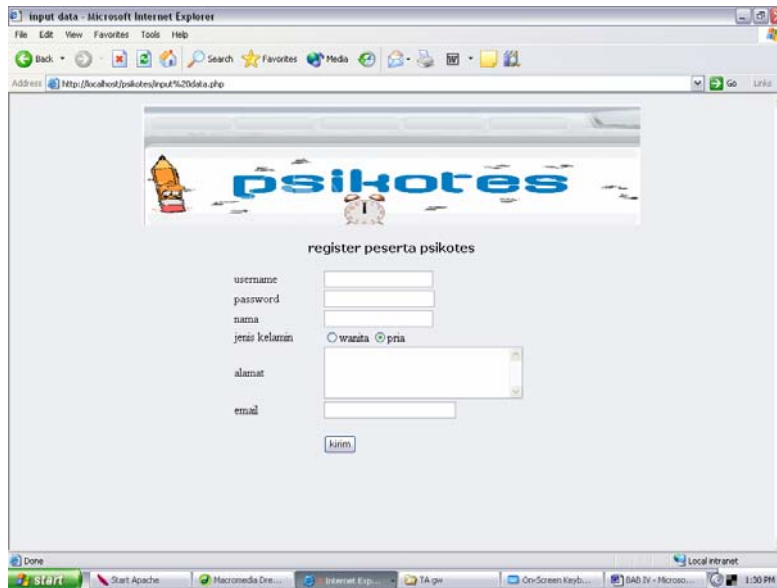 input data - Microsoft Internet Explorer
File Edit View Favorites Tools Help
Back Search Favorites Media
Address http://localhost/psikotes/input%20data.php Go Links
psikotes
register peserta psikotes
username
password
nama
jenis kelamin wanita pria
alamat
email
kirim
Done Local intranet
start Start Apache Macromedia Dre... Internet Exp... TA gw On-Screen Keyb... BAB IV - Microso... 1:30 PM